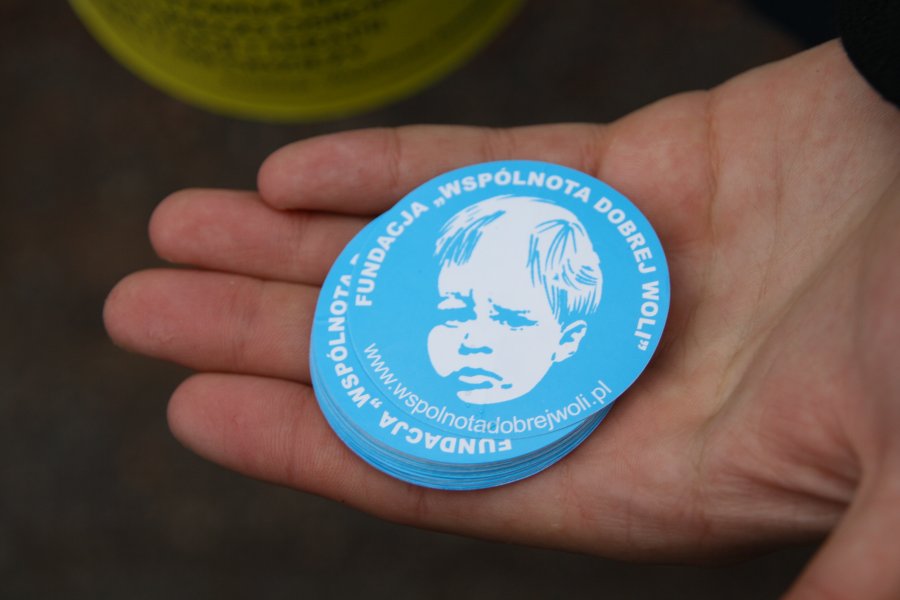 FUNDACJA „WSPÓLNOTA DOBREJ WOLI”
www.wspolnotadobrejwoli.pl
FUNDACJA „WSPÓLNOTA